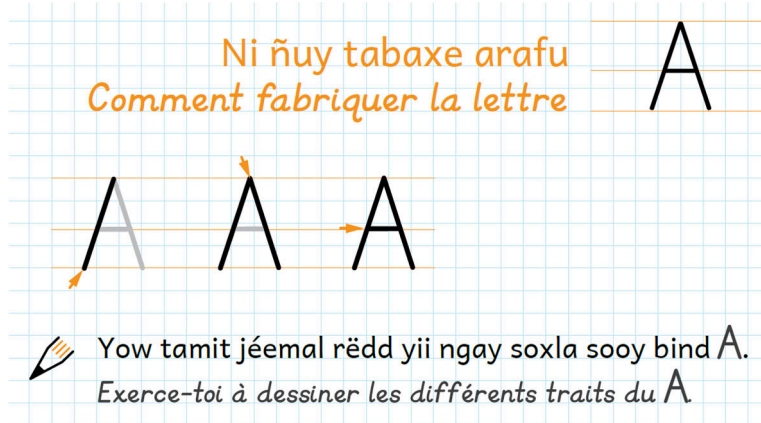 Ni ñuy tabaxe arafu A
Comment fabriquer la lettre
A A A
Yow tamit jéemal rëdd yii ngay soxla sooy bind A.
Exerce-toi à dessiner les différents traits du A.